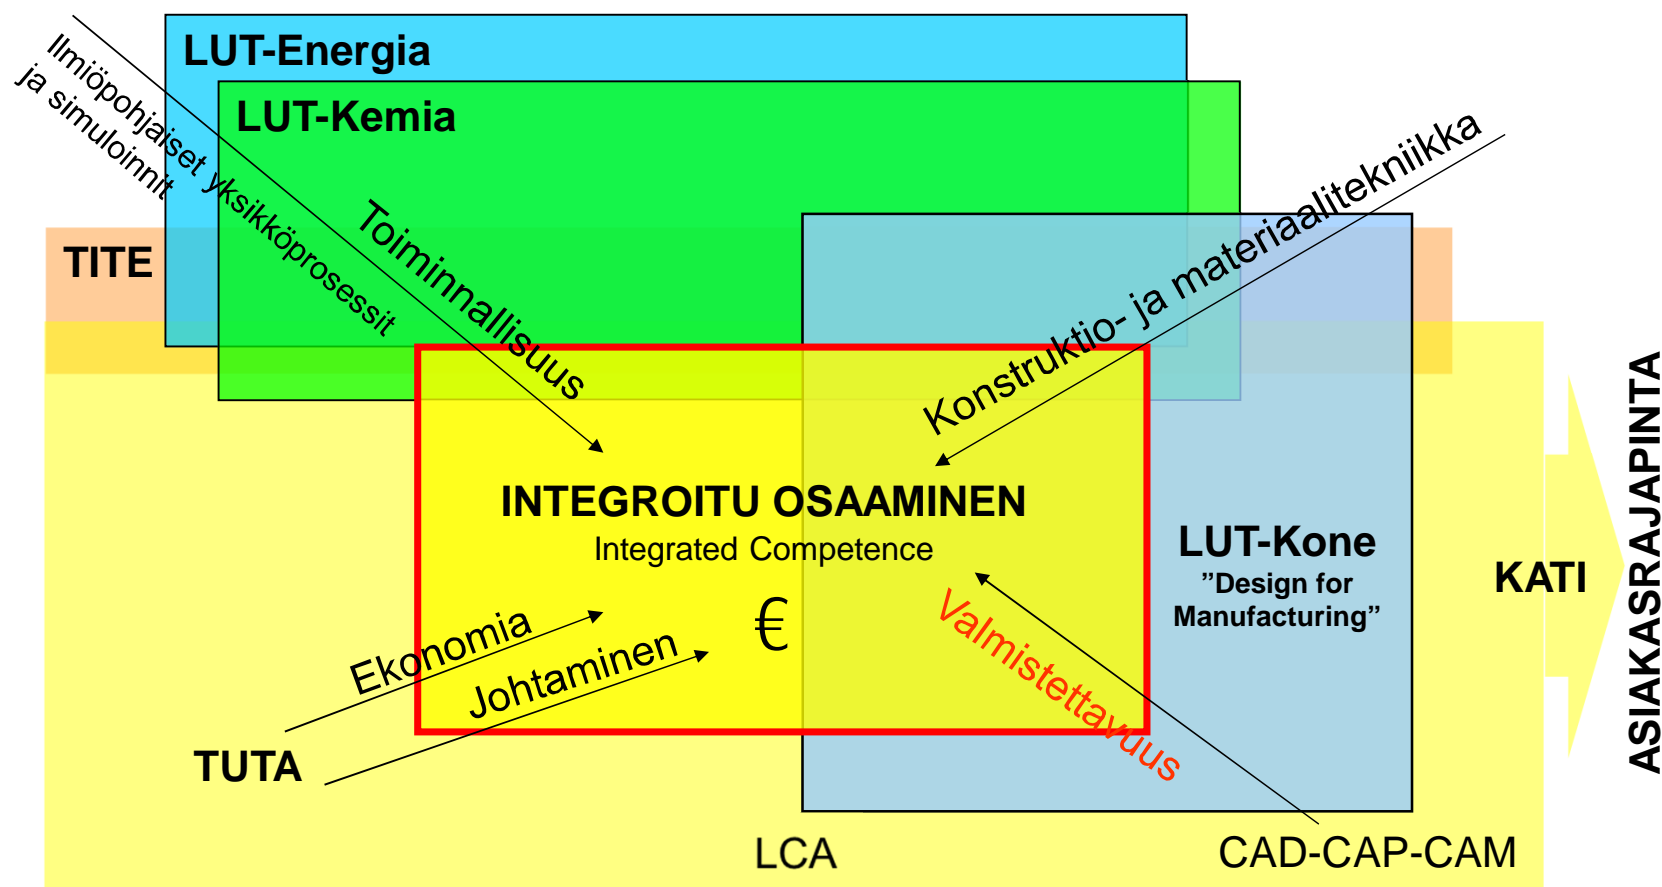 LUT-Energia
Ilmiöpohjaiset yksikköprosessit
ja simuloinnit
LUT-Kemia
Konstruktio- ja materiaalitekniikka
TITE
Toiminnallisuus
INTEGROITU OSAAMINEN
Integrated Competence
€
LUT-Kone
”Design for
Manufacturing”
KATI
ASIAKASRAJAPINTA
Ekonomia
Johtaminen
Valmistettavuus
TUTA
LCA
CAD-CAP-CAM